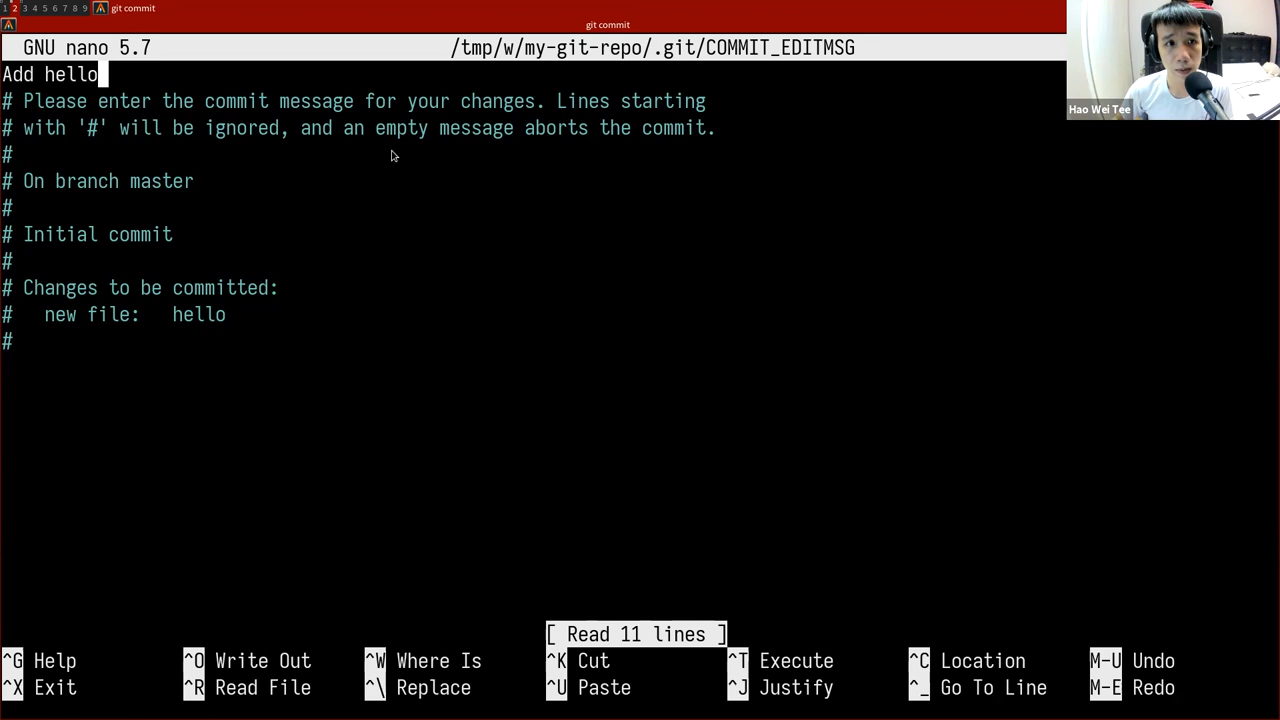 1 2 3 4 5 6 7 8 9 git commit
git commit
GNU nano 5.7 /tmp/w/my-git-repo/.git/COMMIT_EDITMSG
Add hello
# Please enter the commit message for your changes. Lines starting
# with '#' will be ignored, and an empty message aborts the commit.
#
# On branch master
#
# Initial commit
#
# Changes to be committed:
# new file: hello
#
Hao Wei Tee
[ Read 11 lines ]
^G Help ^O Write Out ^W Where Is ^K Cut ^T Execute ^C Location M-U Undo
^X Exit ^R Read File ^\ Replace ^U Paste ^J Justify ^_ Go To Line M-E Redo